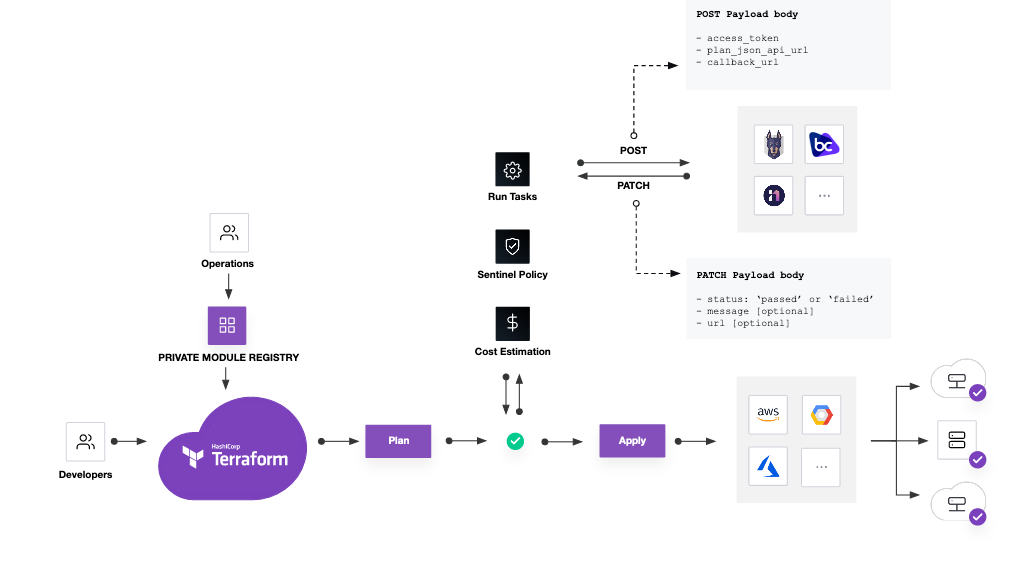 POST Payload body
- access_token
- plan_json_api_url
- callback_url
bc
POST
PATCH
Run Tasks
Operations
Sentinel Policy
PATCH Payload body
- status: ‘passed’ or ‘failed’
- message [optional]
- url [optional]
Cost Estimation
PRIVATE MODULE REGISTRY
Developers
HashiCorp
Terraform
Plan
Apply
aws